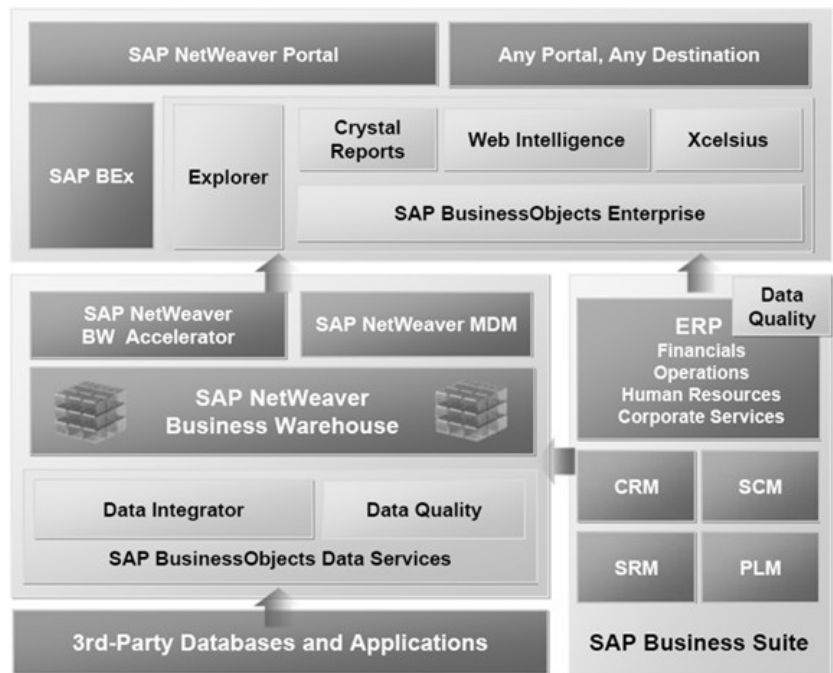 SAP NetWeaver Portal
Any Portal, Any Destination
SAP BEx
Explorer
Crystal
Reports
Web Intelligence
Xcelsius
SAP BusinessObjects Enterprise
SAP NetWeaver
BW Accelerator
SAP NetWeaver MDM
SAP NetWeaver
Business Warehouse
Data Integrator
Data Quality
SAP BusinessObjects Data Services
3rd-Party Databases and Applications
Data
Quality
ERP
Financials
Operations
Human Resources
Corporate Services
CRM
SCM
SRM
PLM
SAP Business Suite